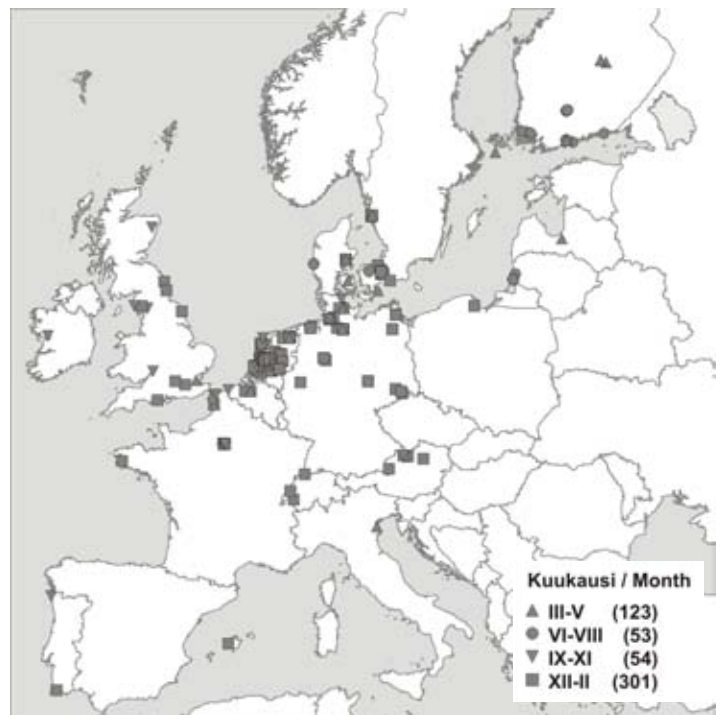 Kuukausi / Month
III-V (123)
VI-VIII (53)
IX-XI (54)
XII-II (301)